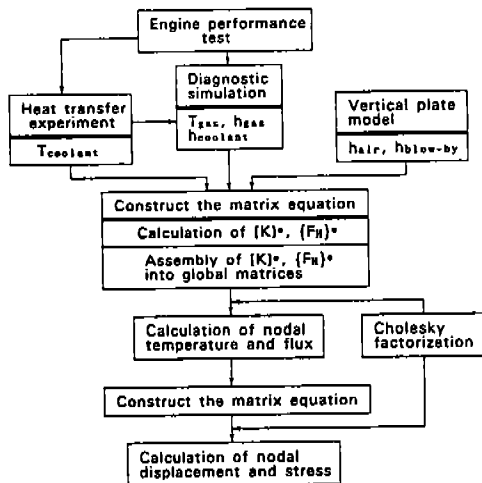 Engine performance
test
Diagnostic
simulation
Tgas, hgas
hcoolant
Heat transfer
experiment
Tcoolant
Vertical plate
model
hair, hblow-by
Construct the matrix equation
Calculation of [K]e, {FH}e
Assembly of [K]e, {FH}e
into global matrices
Calculation of nodal
temperature and flux
Cholesky
factorization
Construct the matrix equation
Calculation of nodal
displacement and stress